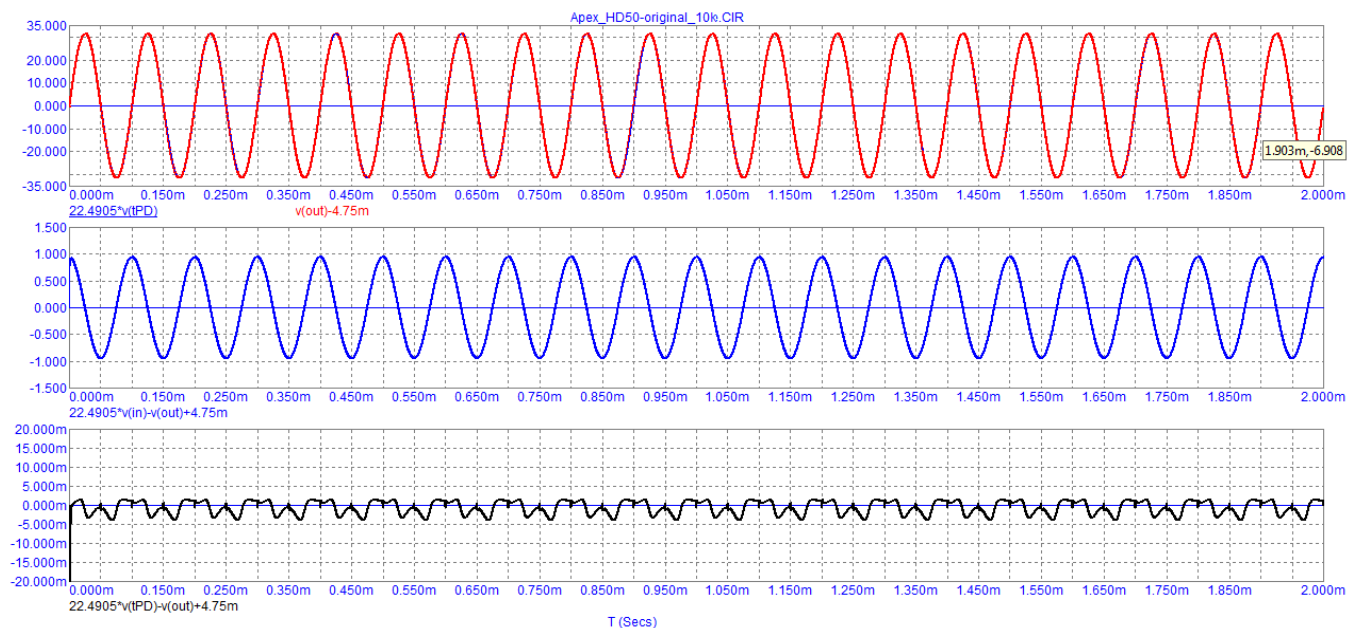 Apex_HD50-original_10k.CIR
35.000
20.000
10.000
0.000
-10.000
-20.000
-35.000
1.903m,-6.908
0.000m 0.150m 0.250m 0.350m 0.450m 0.550m 0.650m 0.750m 0.850m 0.950m 1.050m 1.150m 1.250m 1.350m 1.450m 1.550m 1.650m 1.750m 1.850m 2.000m
22.4905*v(tPD) v(out)-4.75m
1.500
1.000
0.500
0.000
-0.500
-1.000
-1.500
0.000m 0.150m 0.250m 0.350m 0.450m 0.550m 0.650m 0.750m 0.850m 0.950m 1.050m 1.150m 1.250m 1.350m 1.450m 1.550m 1.650m 1.750m 1.850m 2.000m
22.4905*v(in)-v(out)+4.75m
20.000m
15.000m
10.000m
5.000m
0.000m
-5.000m
-10.000m
-15.000m
-20.000m
0.000m 0.150m 0.250m 0.350m 0.450m 0.550m 0.650m 0.750m 0.850m 0.950m 1.050m 1.150m 1.250m 1.350m 1.450m 1.550m 1.650m 1.750m 1.850m 2.000m
22.4905*v(tPD)-v(out)+4.75m
T (Secs)